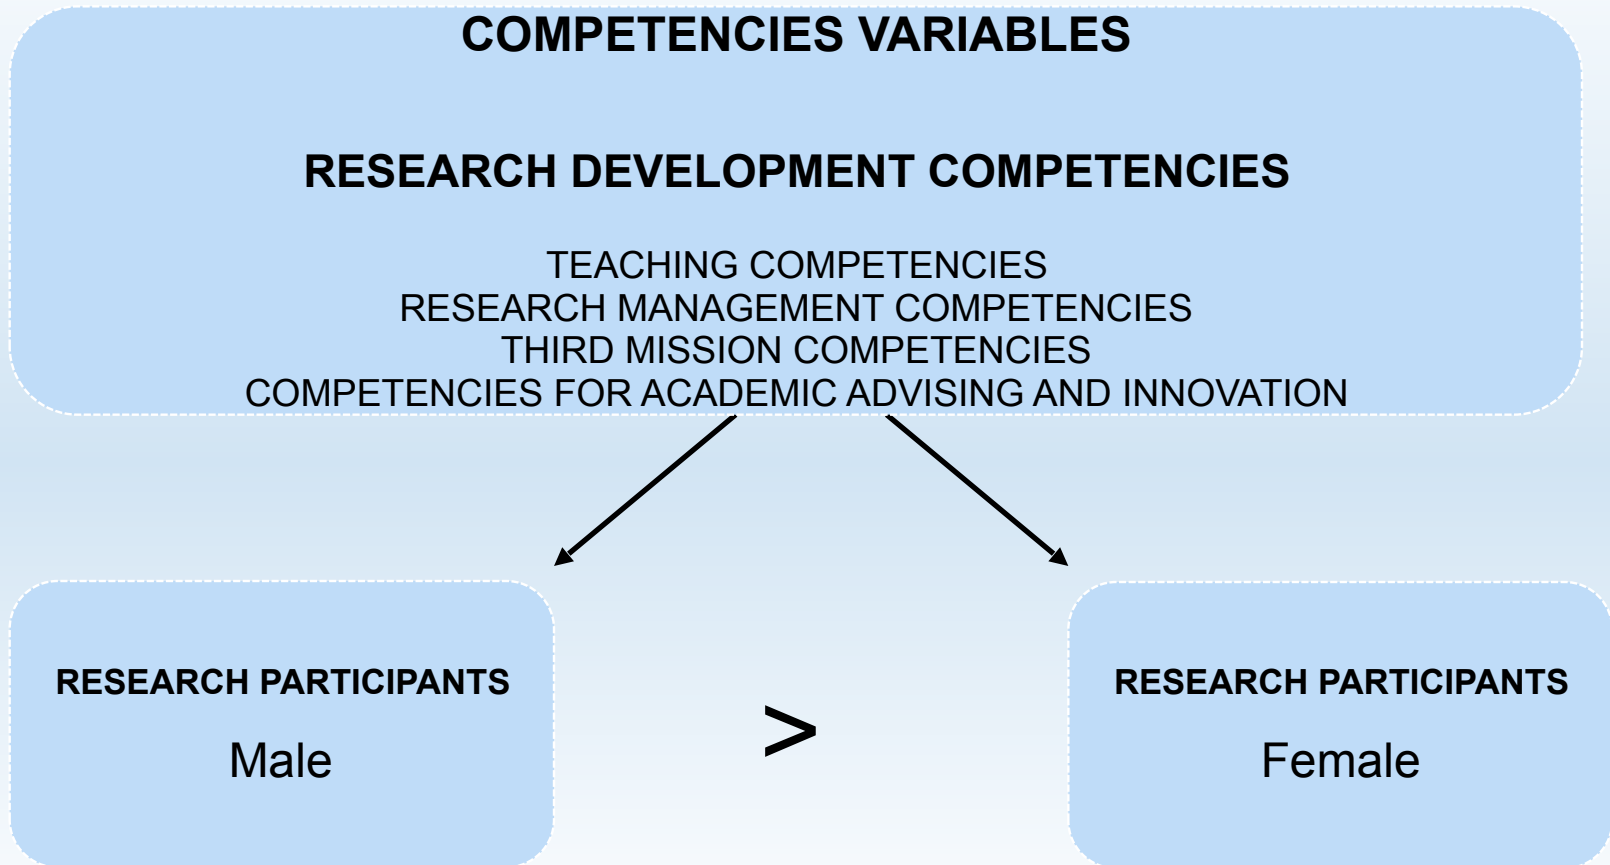 COMPETENCIES VARIABLES
RESEARCH DEVELOPMENT COMPETENCIES
TEACHING COMPETENCIES
RESEARCH MANAGEMENT COMPETENCIES
THIRD MISSION COMPETENCIES
COMPETENCIES FOR ACADEMIC ADVISING AND INNOVATION
RESEARCH PARTICIPANTS
Male
>
RESEARCH PARTICIPANTS
Female